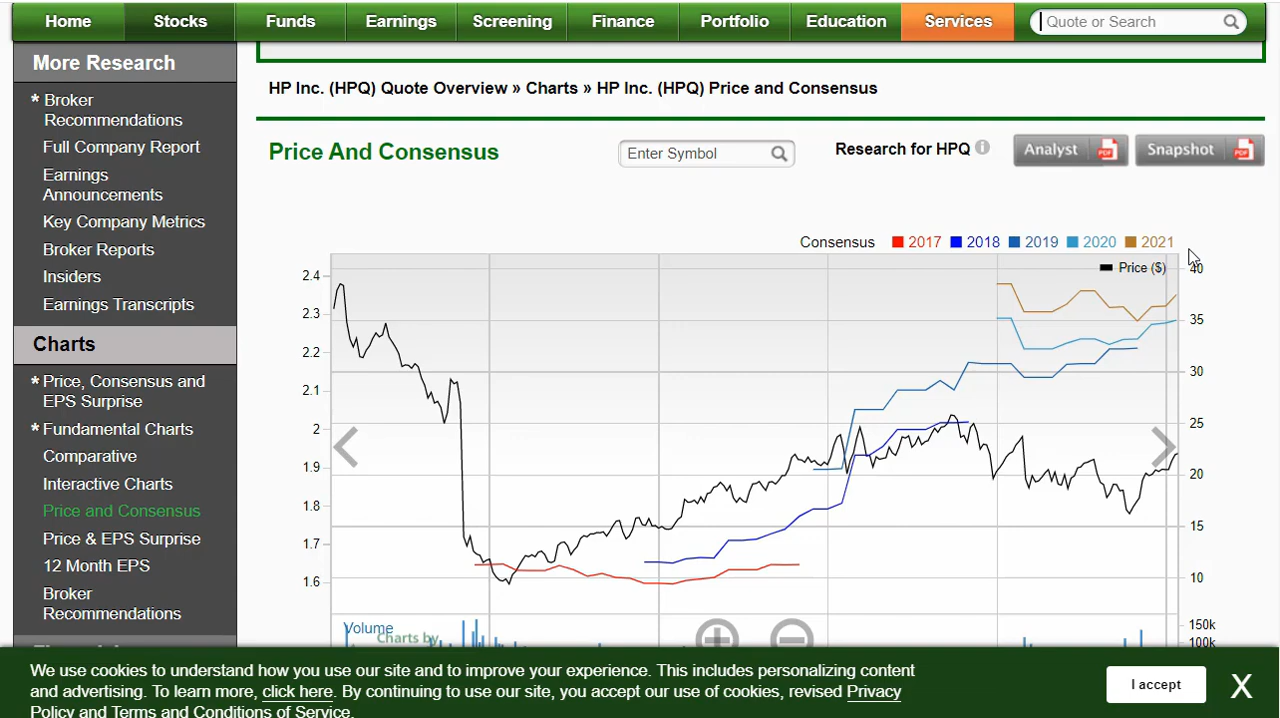 Home Stocks Funds Earnings Screening Finance Portfolio Education Services Quote or Search
More Research
* Broker
Recommendations
Full Company Report
Earnings
Announcements
Key Company Metrics
Broker Reports
Insiders
Earnings Transcripts
Charts
* Price, Consensus and
EPS Surprise
* Fundamental Charts
Comparative
Interactive Charts
Price and Consensus
Price & EPS Surprise
12 Month EPS
Broker
Recommendations
HP Inc. (HPQ) Quote Overview » Charts » HP Inc. (HPQ) Price and Consensus
Price And Consensus
Enter Symbol
Research for HPQ
Analyst
Snapshot
Consensus 2017 2018 2019 2020 2021
Price ($)
2.4
2.3
2.2
2.1
2
1.9
1.8
1.7
1.6
40
35
30
25
20
15
10
Volume
Charts by
150k
100k
We use cookies to understand how you use our site and to improve your experience. This includes personalizing content
and advertising. To learn more, click here. By continuing to use our site, you accept our use of cookies, revised Privacy
Policy and Terms and Conditions of Service.
I accept
X